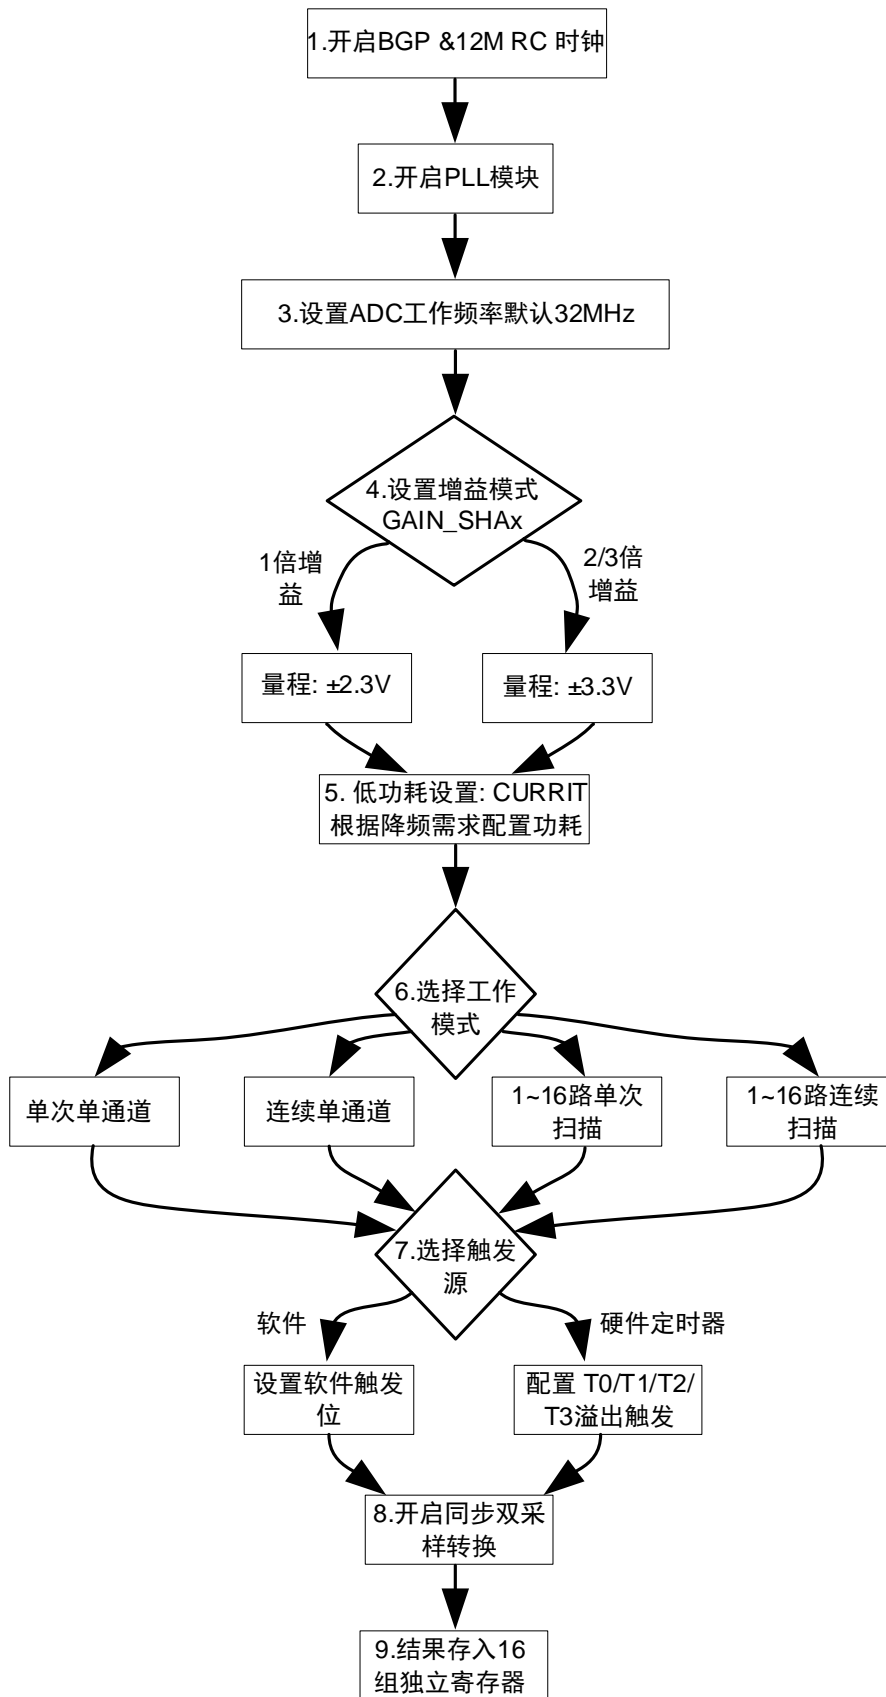 1.开启BGP &12M RC 时钟
2.开启PLL模块
3.设置ADC工作频率默认32MHz
4.设置增益模式
GAIN_SHAx
1倍增
益
2/3倍
增益
量程: ±2.3V
量程: ±3.3V
5. 低功耗设置: CURRIT
根据降频需求配置功耗
6.选择工作
模式
单次单通道
连续单通道
1~16路单次
扫描
1~16路连续
扫描
7.选择触发
源
软件
硬件定时器
设置软件触发
位
配置 T0/T1/T2/
T3溢出触发
8.开启同步双采
样转换
9.结果存入16
组独立寄存器